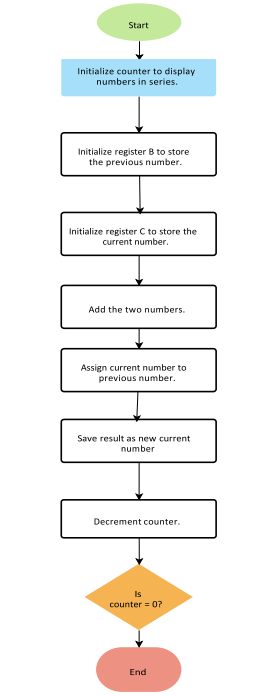 Start
Initialize counter to display
numbers in series.
Initialize register B to store
the previous number.
Initialize register C to store the
current number.
Add the two numbers.
Assign current number to
previous number.
Save result as new current
number
Decrement counter.
Is
counter = 0?
End